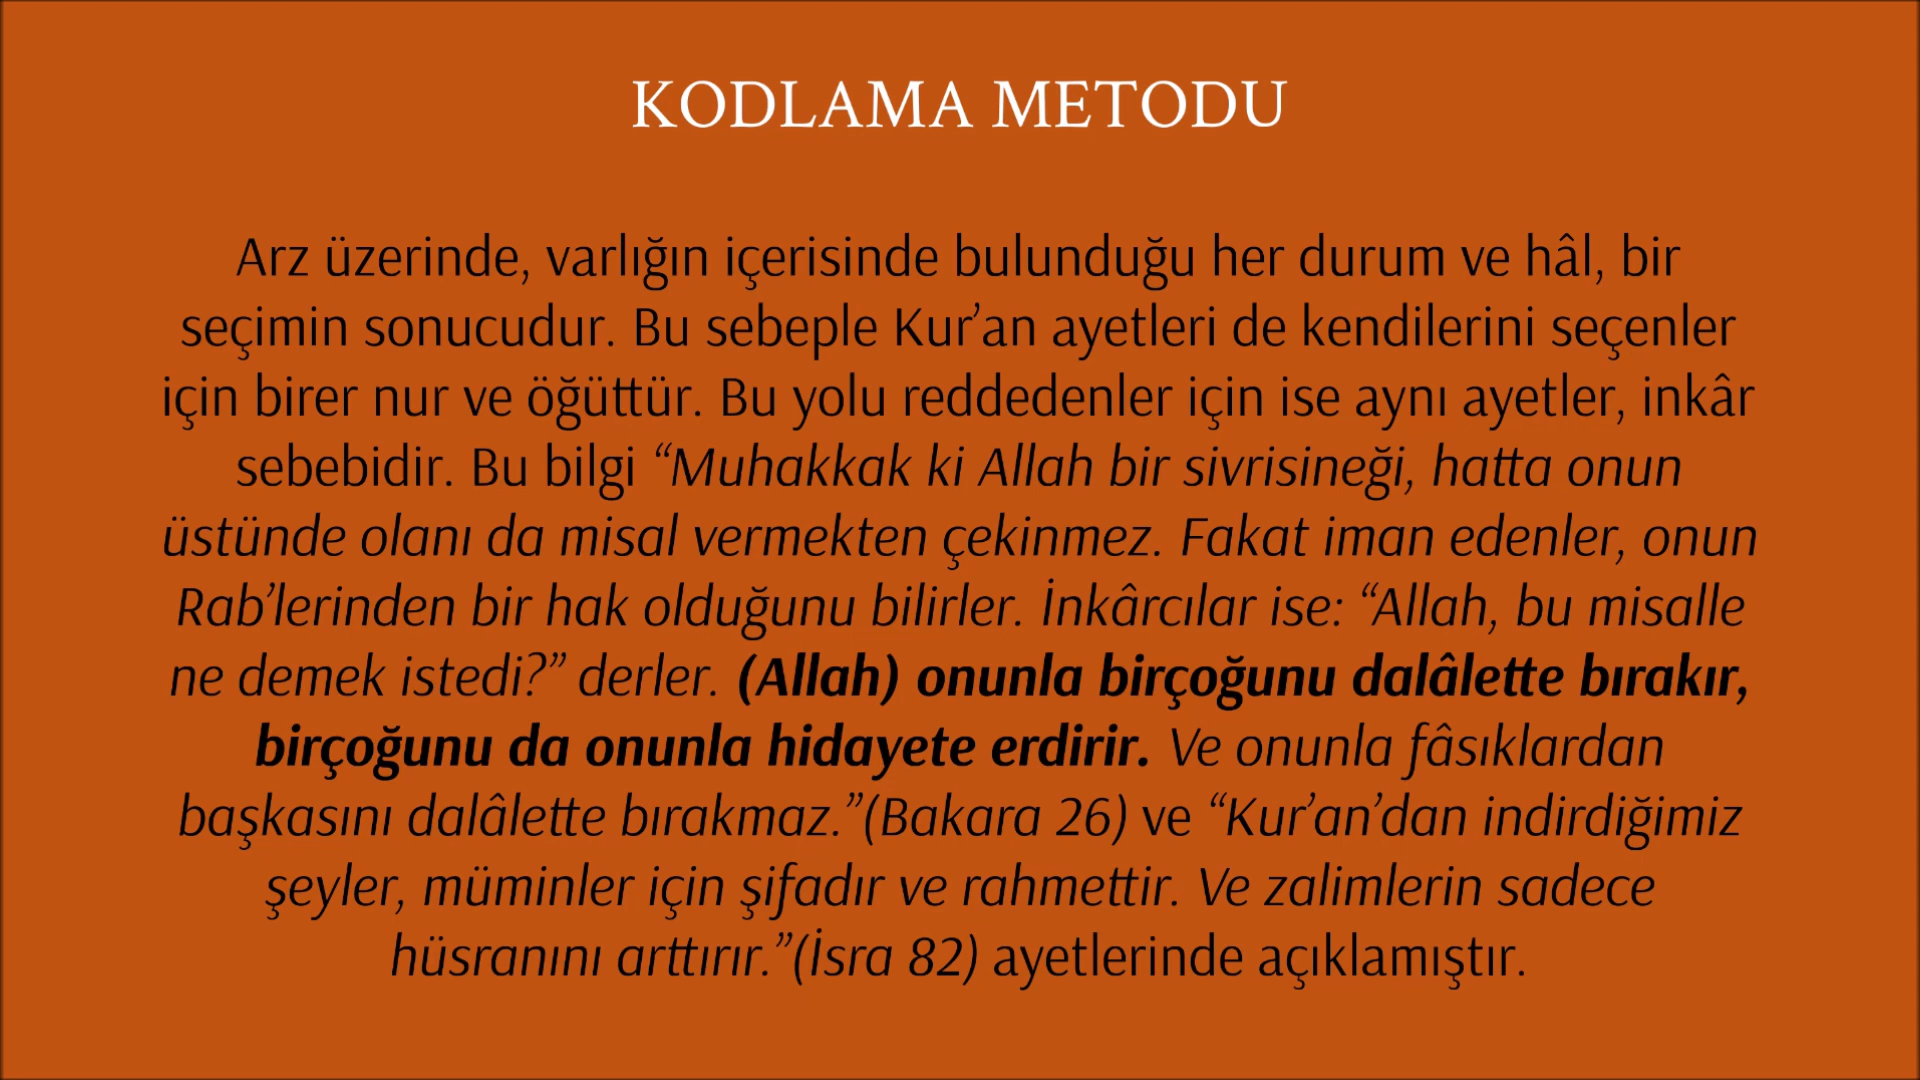 KODLAMA METODU
Arz üzerinde, varlığın içerisinde bulunduğu her durum ve hâl, bir
seçimin sonucudur. Bu sebeple Kur’an ayetleri de kendilerini seçenler
için birer nur ve öğüttür. Bu yolu reddedenler için ise aynı ayetler, inkâr
sebebidir. Bu bilgi “Muhakkak ki Allah bir sivrisineği, hatta onun
üstünde olanı da misal vermekten çekinmez. Fakat iman edenler, onun
Rab’lerinden bir hak olduğunu bilirler. İnkârcılar ise: “Allah, bu misalle
ne demek istedi?” derler. (Allah) onunla birçoğunu dalâlette bırakır,
birçoğunu da onunla hidayete erdirir. Ve onunla fâsıklardan
başkasını dalâlette bırakmaz.”(Bakara 26) ve “Kur’an’dan indirdiğimiz
şeyler, müminler için şifadır ve rahmettir. Ve zalimlerin sadece
hüsranını arttırır.”(İsra 82) ayetlerinde açıklamıştır.